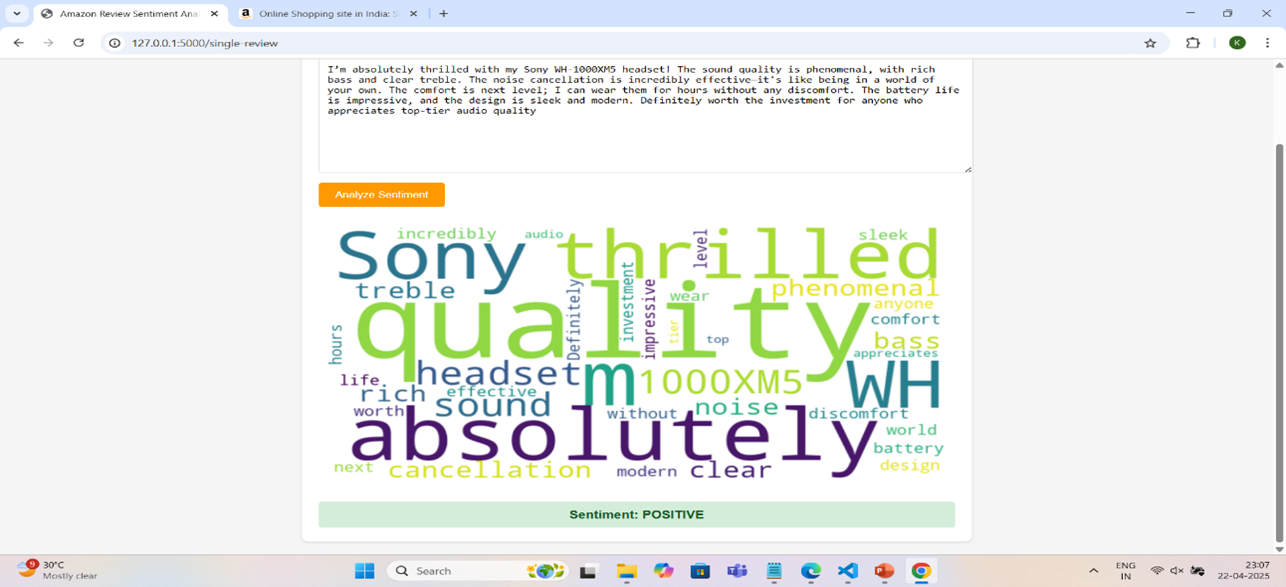 Amazon Review Sentiment Anal
Online Shopping site in India: S
127.0.0.1:5000/single-review
K
I'm absolutely thrilled with my Sony WH-1000XM5 headset! The sound quality is phenomenal, with rich
bass and clear treble. The noise cancellation is incredibly effective—it's like being in a world of
your own. The comfort is next level; I can wear them for hours without any discomfort. The battery life
is impressive, and the design is sleek and modern. Definitely worth the investment for anyone who
appreciates top-tier audio quality
Analyze Sentiment
incredibly audio level sleek
Sony thrilled
treble investment impressive wear phenomenal
anyone
quality
Definitely tier top comfort
hours bass
appreciates
headset m 1000XM5 WH
life effective
rich sound noise
worth without discomfort
absolutely world
battery
next cancellation modern clear design
Sentiment: POSITIVE
9
30°C
Mostly clear
Search
ENG
IN
23:07
22-04-2025